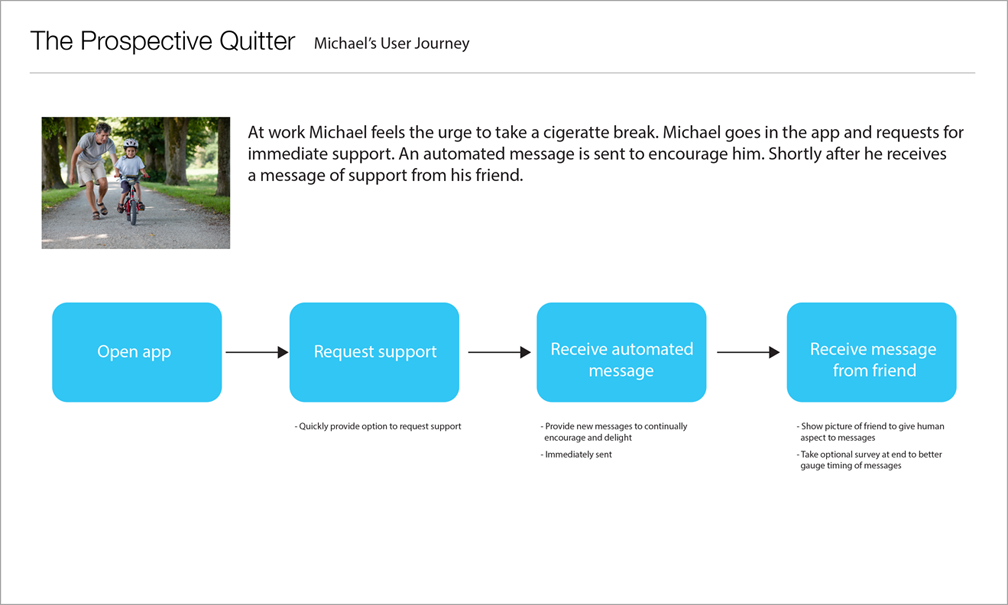 The Prospective Quitter Michael's User Journey
At work Michael feels the urge to take a cigeratte break. Michael goes in the app and requests for
immediate support. An automated message is sent to encourage him. Shortly after he receives
a message of support from his friend.
Open app
Request support
Receive automated
message
Receive message
from friend
- Quickly provide option to request support
- Provide new messages to continually
encourage and delight
- Immediately sent
- Show picture of friend to give human
aspect to messages
- Take optional survey at end to better
gauge timing of messages